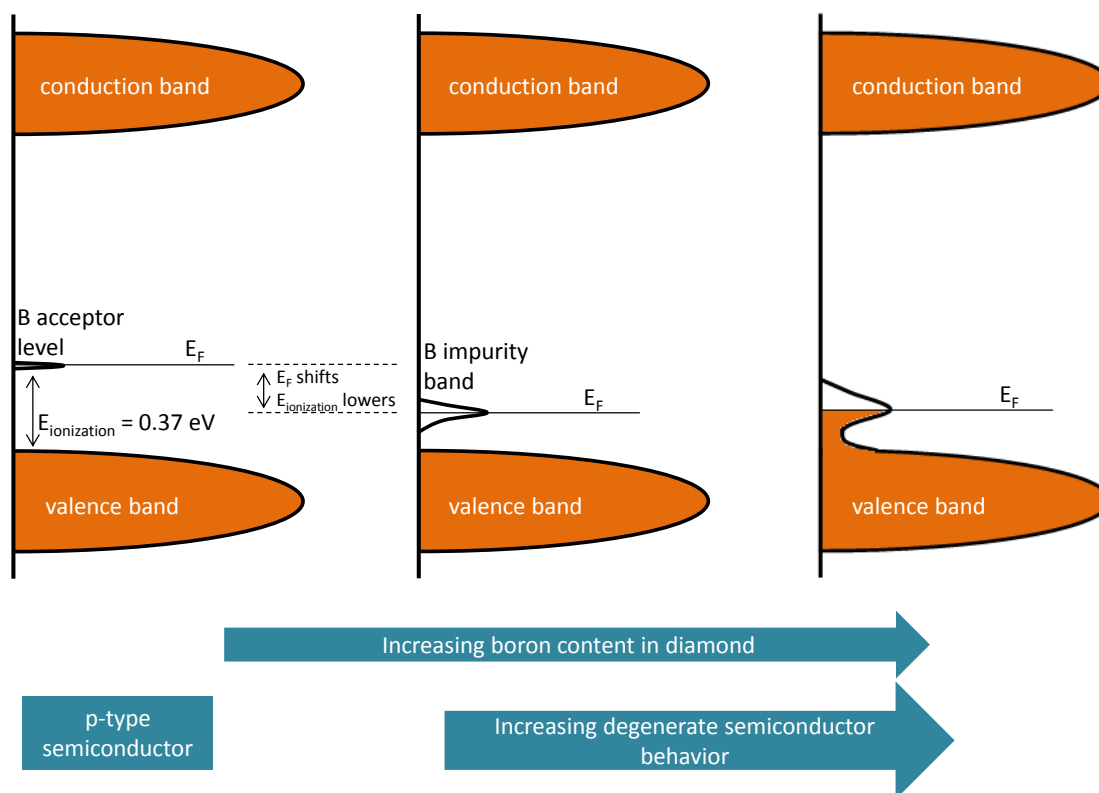 conduction band
conduction band
conduction band
B acceptor
level
E_F
E_F shifts
E_ionization lowers
E_ionization = 0.37 eV
B impurity
band
E_F
E_F
valence band
valence band
valence band
Increasing boron content in diamond
p-type
semiconductor
Increasing degenerate semiconductor
behavior